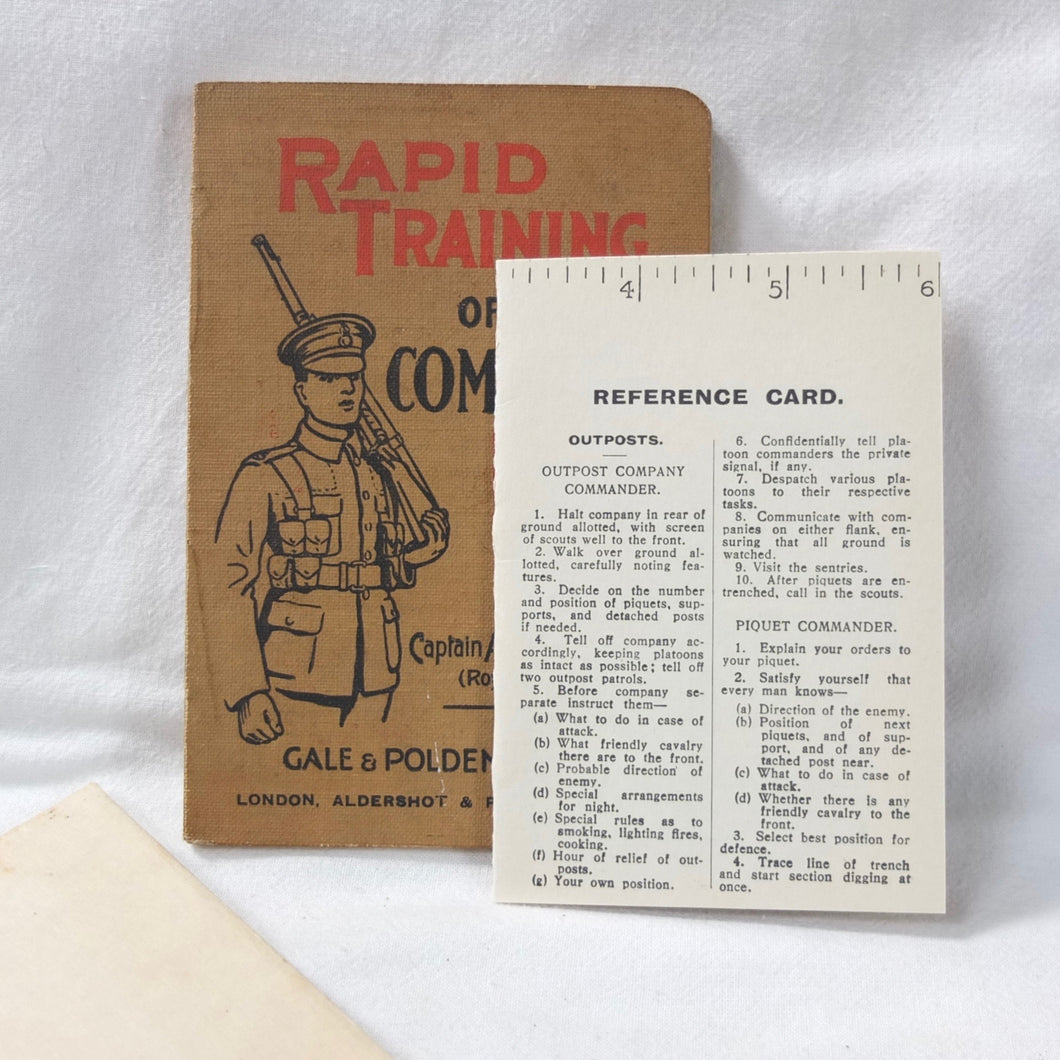 RAPID
TRAINING
OF
COM
Captain
(Ro
GALE & POLDEN
LONDON, ALDERSHOT & P
4 5 6
REFERENCE CARD.
OUTPOSTS.
OUTPOST COMPANY
COMMANDER.
1. Halt company in rear of
ground allotted, with screen
of scouts well to the front.
2. Walk over ground al-
lotted, carefully noting fea-
tures.
3. Decide on the number
and position of piquets, sup-
ports, and detached posts
if needed.
4. Tell off company ac-
cordingly, keeping platoons
as intact as possible; tell off
two outpost patrols.
5. Before company se-
parate instruct them—
(a) What to do in case of
attack.
(b) What friendly cavalry
there are to the front.
(c) Probable direction of
enemy.
(d) Special arrangements
for night.
(e) Special rules as to
smoking, lighting fires,
cooking.
(f) Hour of relief of out-
posts.
(g) Your own position.
6. Confidentially tell pla-
toon commanders the private
signal, if any.
7. Despatch various pla-
toons to their respective
tasks.
8. Communicate with com-
panies on either flank, en-
suring that all ground is
watched.
9. Visit the sentries.
10. After piquets are en-
trenched, call in the scouts.
PIQUET COMMANDER.
1. Explain your orders to
your piquet.
2. Satisfy yourself that
every man knows—
(a) Direction of the enemy.
(b) Position of next
piquets, and of sup-
port, and of any de-
tached post near.
(c) What to do in case of
attack.
(d) Whether there is any
friendly cavalry to the
front.
3. Select best position for
defence.
4. Trace line of trench
and start section digging at
once.